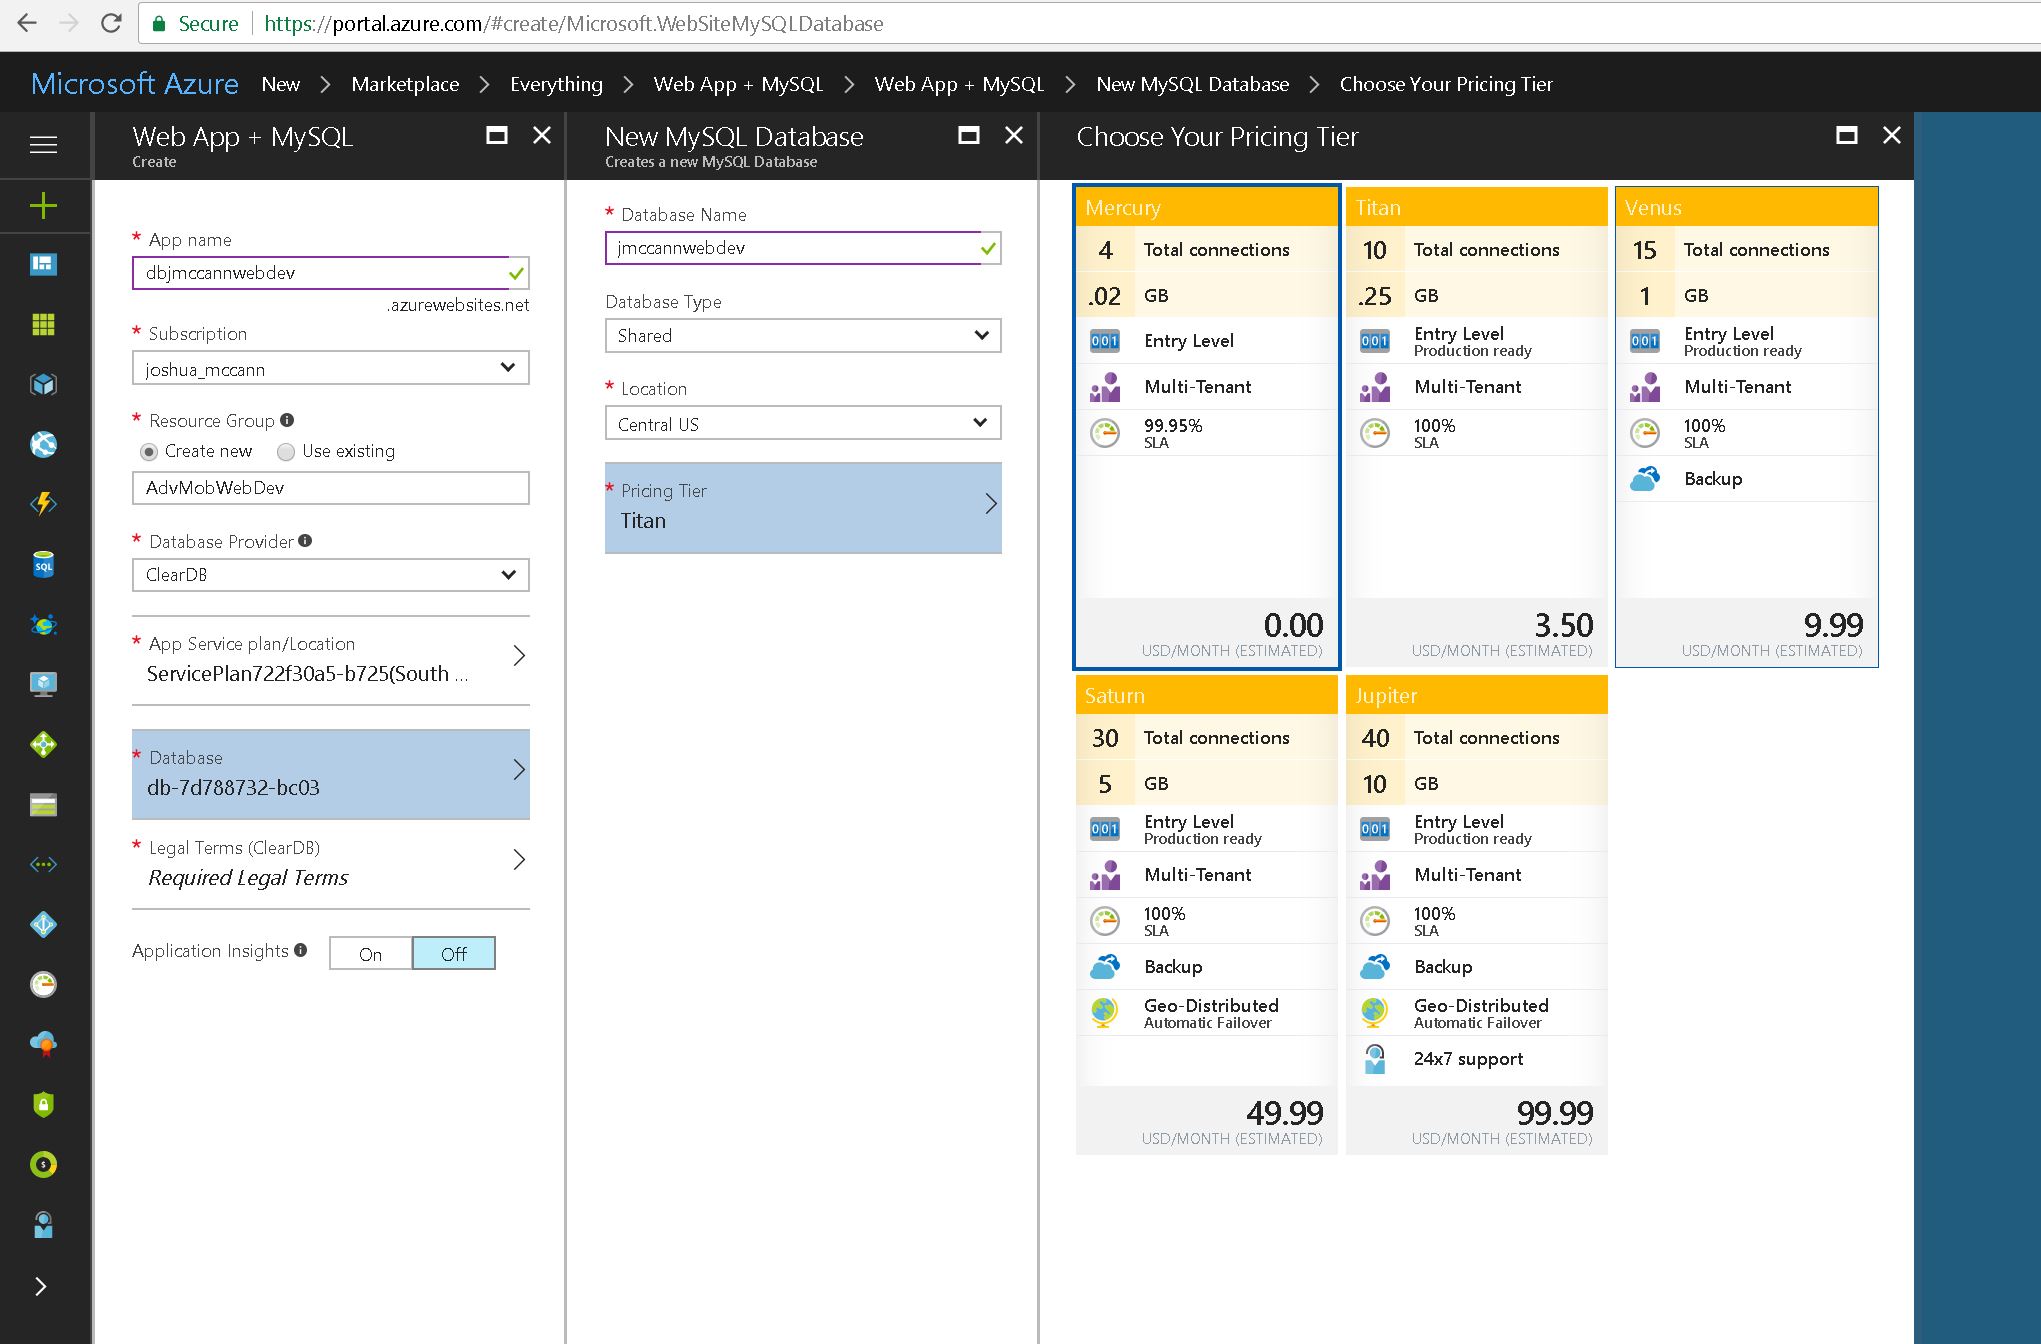 Secure https://portal.azure.com/#create/Microsoft.WebSiteMySQLDatabase
Microsoft Azure New Marketplace Everything Web App + MySQL Web App + MySQL New MySQL Database Choose Your Pricing Tier
Web App + MySQL
Create
* App name
dbjmccannwebdev
.azurewebsites.net
* Subscription
joshua_mccann
* Resource Group
Create new Use existing
AdvMobWebDev
* Database Provider
ClearDB
* App Service plan/Location
ServicePlan722f30a5-b725(South ...
* Database
db-7d788732-bc03
* Legal Terms (ClearDB)
Required Legal Terms
Application Insights On Off
New MySQL Database
Creates a new MySQL Database
* Database Name
jmccannwebdev
Database Type
Shared
* Location
Central US
* Pricing Tier
Titan
Choose Your Pricing Tier
Mercury
4 Total connections
.02 GB
001 Entry Level
Multi-Tenant
99.95%
SLA
0.00
USD/MONTH (ESTIMATED)
Titan
10 Total connections
.25 GB
001 Entry Level
Production ready
Multi-Tenant
100%
SLA
3.50
USD/MONTH (ESTIMATED)
Venus
15 Total connections
1 GB
001 Entry Level
Production ready
Multi-Tenant
100%
SLA
Backup
9.99
USD/MONTH (ESTIMATED)
Saturn
30 Total connections
5 GB
001 Entry Level
Production ready
Multi-Tenant
100%
SLA
Backup
Geo-Distributed
Automatic Failover
49.99
USD/MONTH (ESTIMATED)
Jupiter
40 Total connections
10 GB
001 Entry Level
Production ready
Multi-Tenant
100%
SLA
Backup
Geo-Distributed
Automatic Failover
24x7 support
99.99
USD/MONTH (ESTIMATED)
SQL